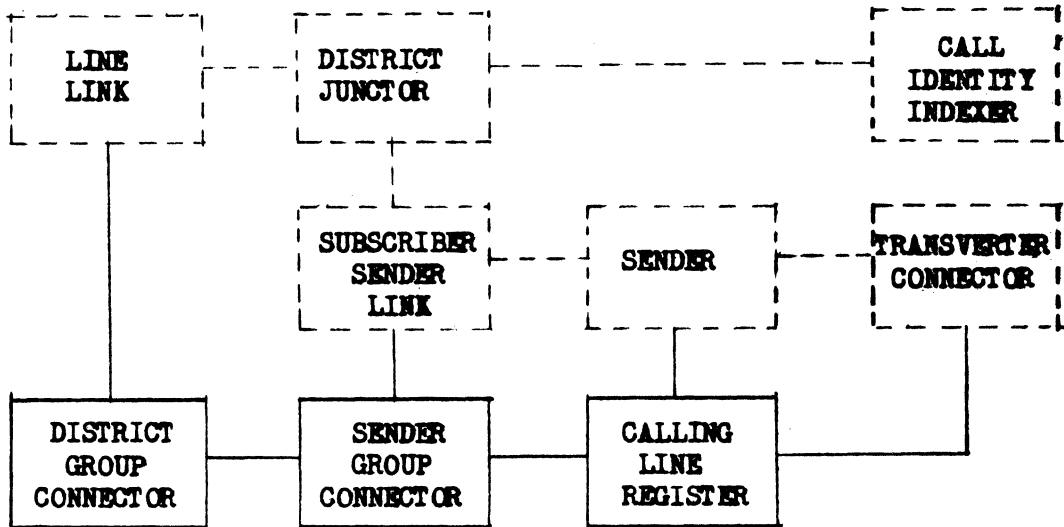 LINE
LINK
DISTRICT
JUNCTOR
CALL
IDENTITY
INDEXER
SUBSCRIBER
SENDER
LINK
SENDER
TRANSVERTER
CONNECTOR
DISTRICT
GROUP
CONNECTOR
SENDER
GROUP
CONNECTOR
CALLING
LINE
REGISTER